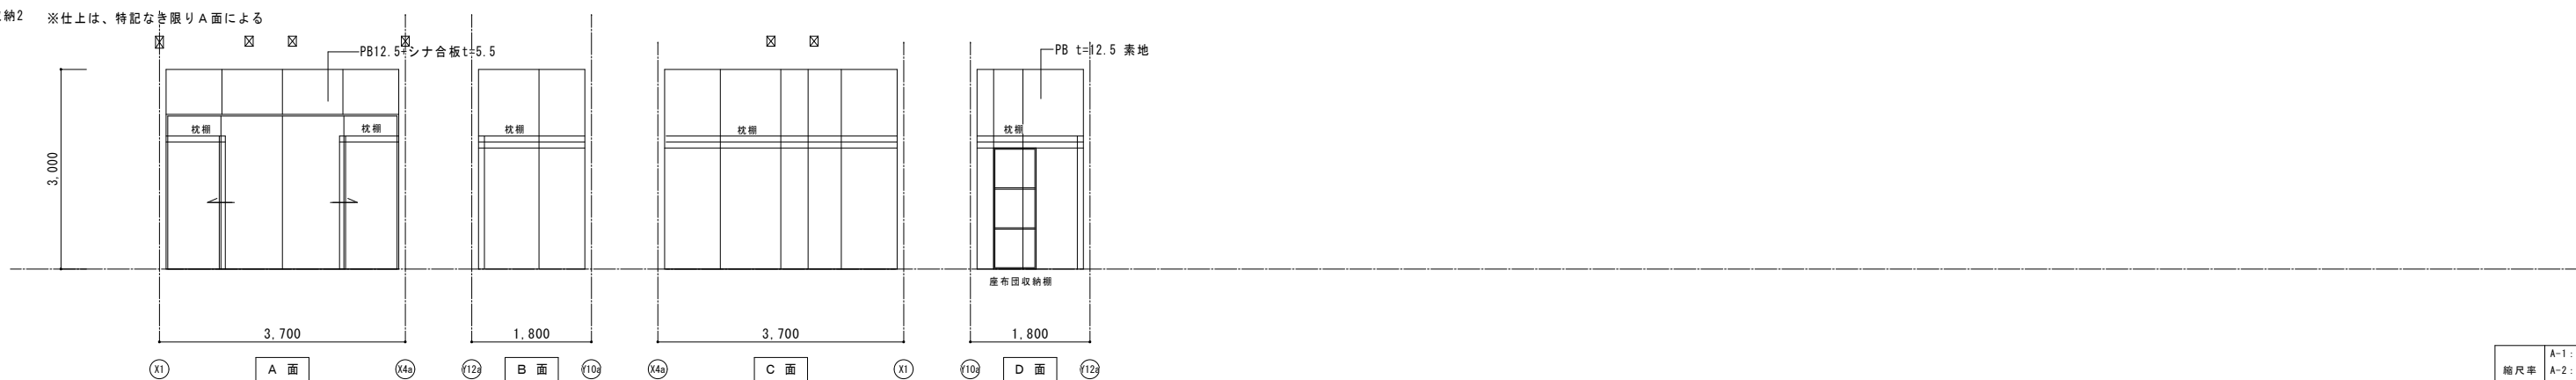 納2 ※仕上は、特記なき限りA面による
PB12.5+シナ合板t=5.5
PB t=12.5 素地
枕棚
枕棚
枕棚
枕棚
枕棚
3,000
座布団収納棚
3,700
1,800
3,700
1,800
X1
A 面
X4a
Y12a
B 面
Y10a
X4a
C 面
X1
Y10a
D 面
Y12a
縮尺率
A-1:
A-2: